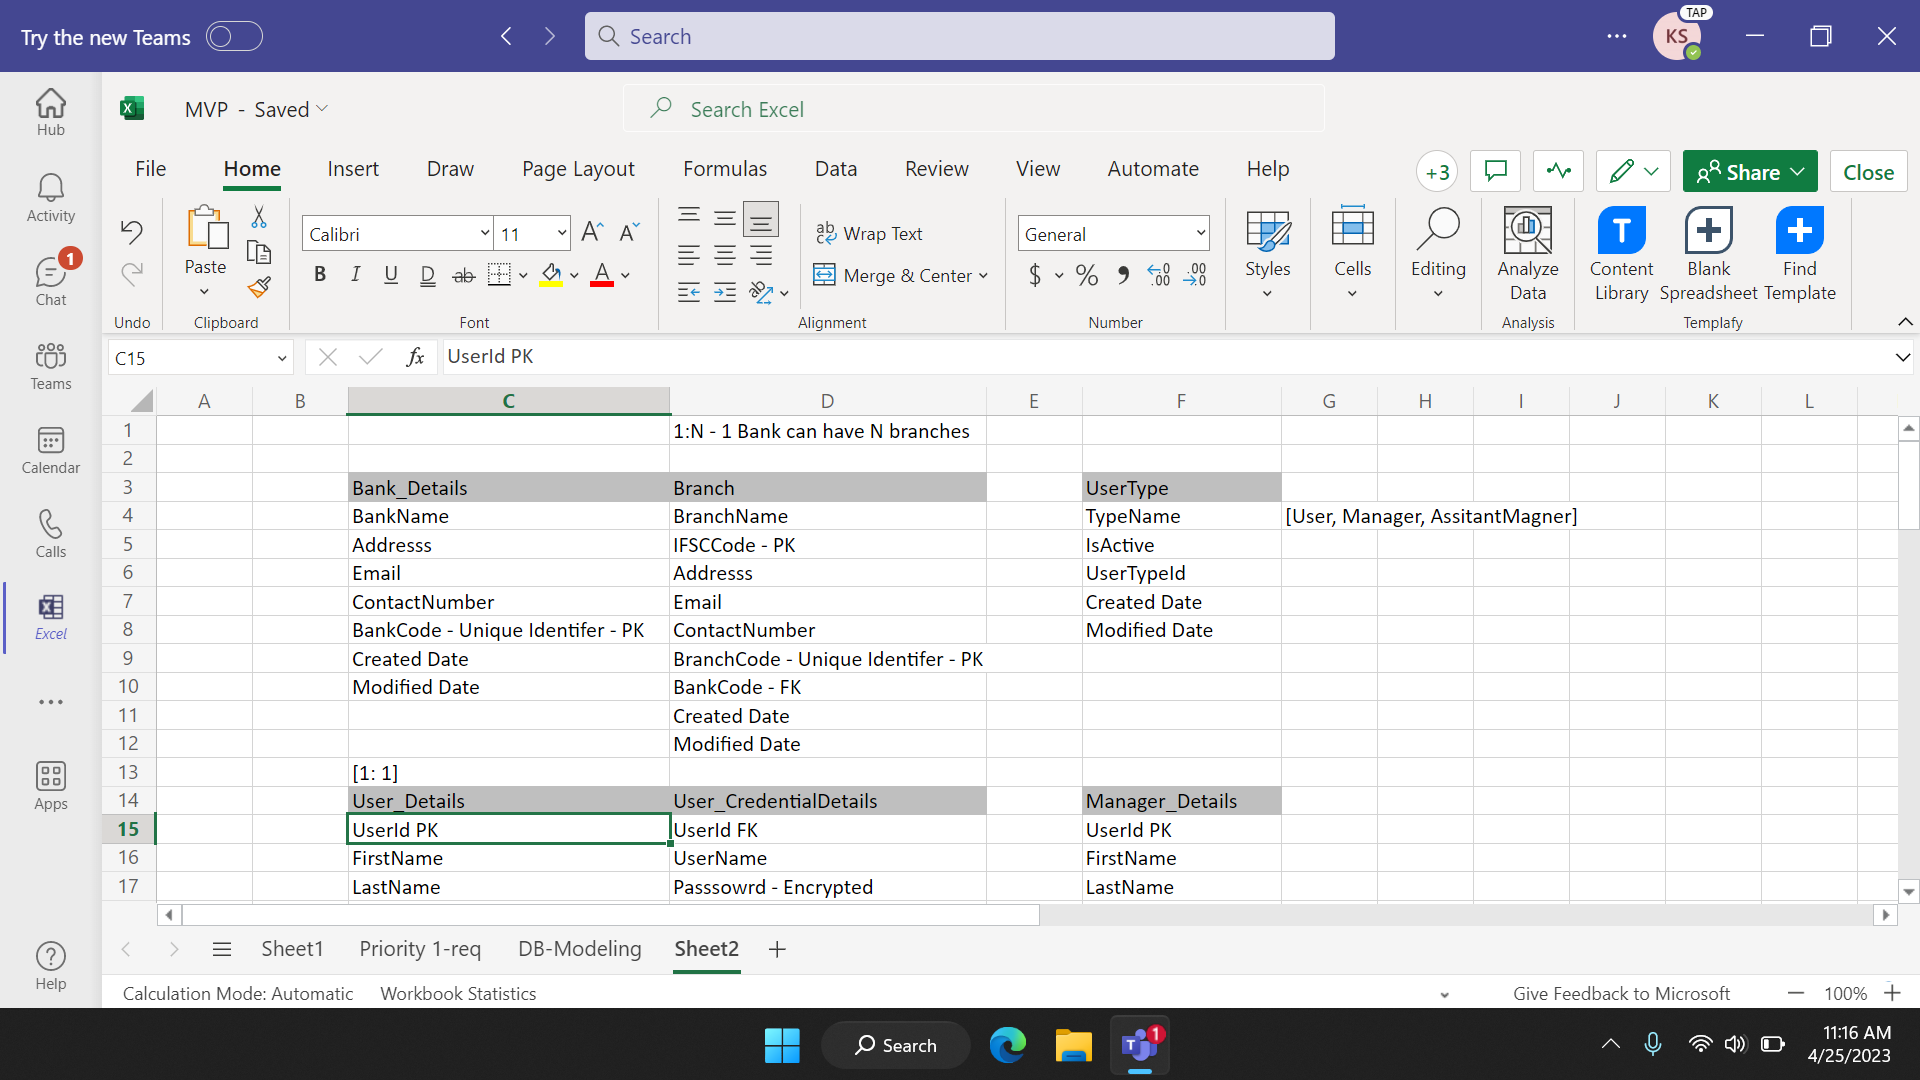 Try the new Teams
Search
TAP
KS
Hub
Activity
1
Chat
Teams
Calendar
Calls
Excel
Apps
Help
MVP - Saved
Search Excel
File Home Insert Draw Page Layout Formulas Data Review View Automate Help
+3
Share
Close
Undo
Paste
Clipboard
Calibri 11
B I U D ab A
Font
ab Wrap Text
Merge & Center
Alignment
General
$ % 9 .00
Number
Styles
Cells
Editing
Analyze Data
Analysis
Content Library
Blank Spreadsheet
Find Template
Templafy
C15
fx
UserId PK
A B C D E F G H I J K L
1 1:N - 1 Bank can have N branches
2
3 Bank_Details Branch UserType
4 BankName BranchName TypeName [User, Manager, AssitantMagner]
5 Addresss IFSCCode - PK IsActive
6 Email Addresss UserTypeId
7 ContactNumber Email Created Date
8 BankCode - Unique Identifer - PK ContactNumber Modified Date
9 Created Date BranchCode - Unique Identifer - PK
10 Modified Date BankCode - FK
11 Created Date
12 Modified Date
13 [1: 1]
14 User_Details User_CredentialDetails Manager_Details
15 UserId PK UserId FK UserId PK
16 FirstName UserName FirstName
17 LastName Passsowrd - Encrypted LastName
Sheet1 Priority 1-req DB-Modeling Sheet2
Calculation Mode: Automatic Workbook Statistics
Give Feedback to Microsoft
100%
Search
T 1
11:16 AM
4/25/2023